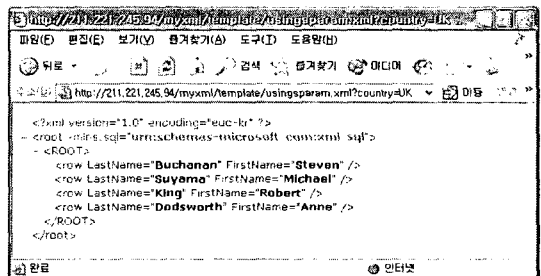 http://211.221.245.94/myxml/template/usingsparam.xml?country=UK
파일(F) 편집(E) 보기(V) 즐겨찾기(A) 도구(T) 도움말(H)
뒤로 검색 즐겨찾기 미디어
http://211.221.245.94/myxml/template/usingsparam.xml?country=UK 이동
<?xml version="1.0" encoding="euc-kr" ?>
- <root xmlns:sql="urn:schemas-microsoft-com:xml-sql">
- <ROOT>
<row LastName="Buchanan" FirstName="Steven" />
<row LastName="Suyama" FirstName="Michael" />
<row LastName="King" FirstName="Robert" />
<row LastName="Dodsworth" FirstName="Anne" />
</ROOT>
</root>
완료 인터넷